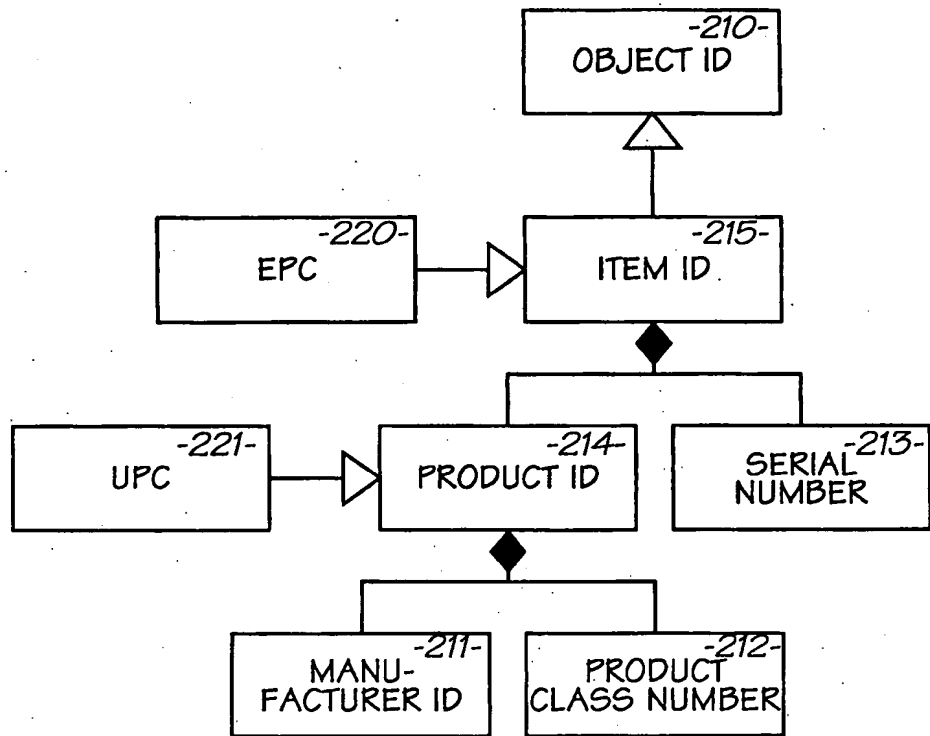 -210-
OBJECT ID
-220-
EPC
-215-
ITEM ID
-221-
UPC
-214-
PRODUCT ID
-213-
SERIAL
NUMBER
-211-
MANU-
FACTURER ID
-212-
PRODUCT
CLASS NUMBER